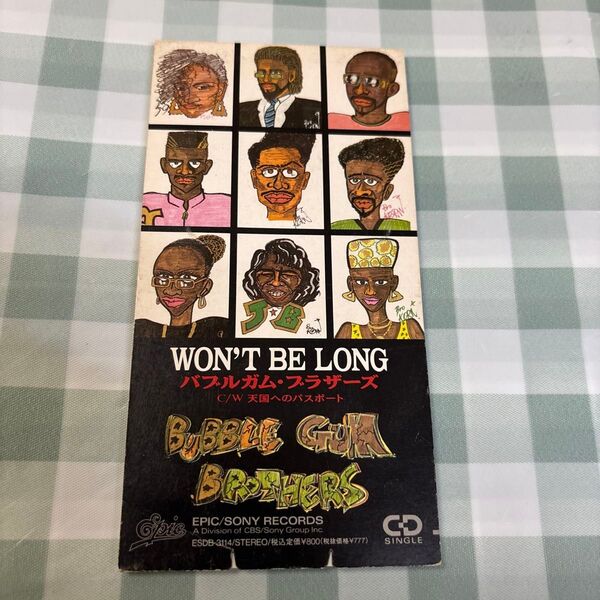 J★B
WON'T BE LONG
バブルガム・ブラザーズ
C/W 天国へのパスポート
BUBBLE GUM
BROTHERS
Epic
EPIC/SONY RECORDS
A Division of CBS/Sony Group Inc.
ESDB-3114/STEREO/税込定価¥800(税抜価格¥777)
CD
SINGLE